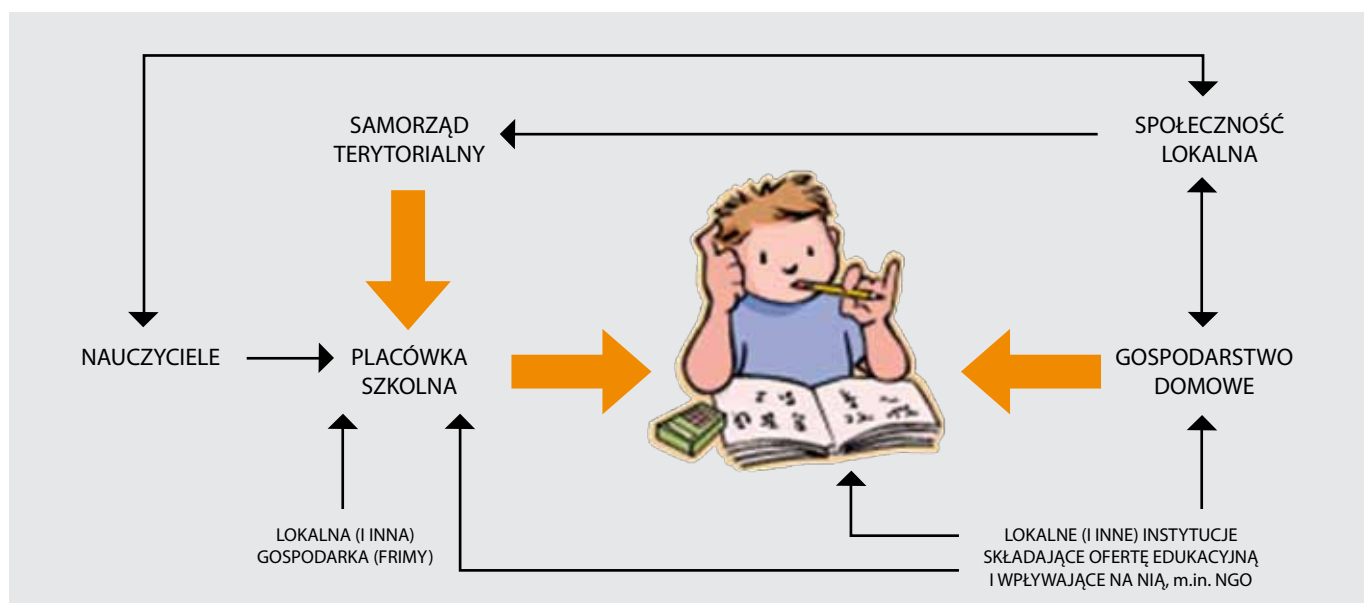 SAMORZĄD
TERYTORIALNY
SPOŁECZNOŚĆ
LOKALNA
NAUCZYCIELE
PLACÓWKA
SZKOLNA
GOSPODARSTWO
DOMOWE
LOKALNA (I INNA)
GOSPODARKA (FRIMY)
LOKALNE (I INNE) INSTYTUCJE
SKŁADAJĄCE OFERTĘ EDUKACYJNĄ
I WPŁYWAJĄCE NA NIĄ, m.in. NGO